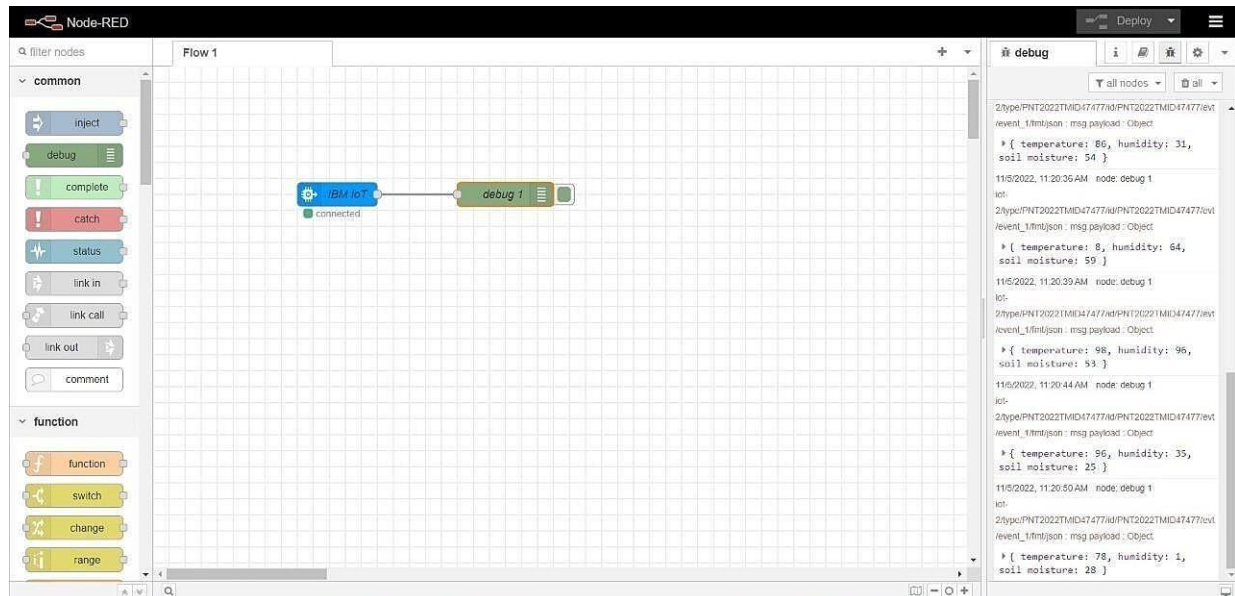 Node-RED
Deploy
filter nodes
Flow 1
debug
i
all nodes
all
common
inject
debug
complete
catch
status
link in
link call
link out
comment
function
function
switch
change
range
IBM IoT
connected
debug 1
2/type/PNT2022TMID47477/id/PNT2022TMID47477/evt
/event_1/fmt/json : msg.payload : Object
{ temperature: 86, humidity: 31,
soil moisture: 54 }
11/5/2022, 11:20:36 AM node: debug 1
iot-
2/type/PNT2022TMID47477/id/PNT2022TMID47477/evt
/event_1/fmt/json : msg.payload : Object
{ temperature: 8, humidity: 64,
soil moisture: 59 }
11/5/2022, 11:20:39 AM node: debug 1
iot-
2/type/PNT2022TMID47477/id/PNT2022TMID47477/evt
/event_1/fmt/json : msg.payload : Object
{ temperature: 98, humidity: 96,
soil moisture: 53 }
11/5/2022, 11:20:44 AM node: debug 1
iot-
2/type/PNT2022TMID47477/id/PNT2022TMID47477/evt
/event_1/fmt/json : msg.payload : Object
{ temperature: 96, humidity: 35,
soil moisture: 25 }
11/5/2022, 11:20:50 AM node: debug 1
iot-
2/type/PNT2022TMID47477/id/PNT2022TMID47477/evt
/event_1/fmt/json : msg.payload : Object
{ temperature: 78, humidity: 1,
soil moisture: 28 }